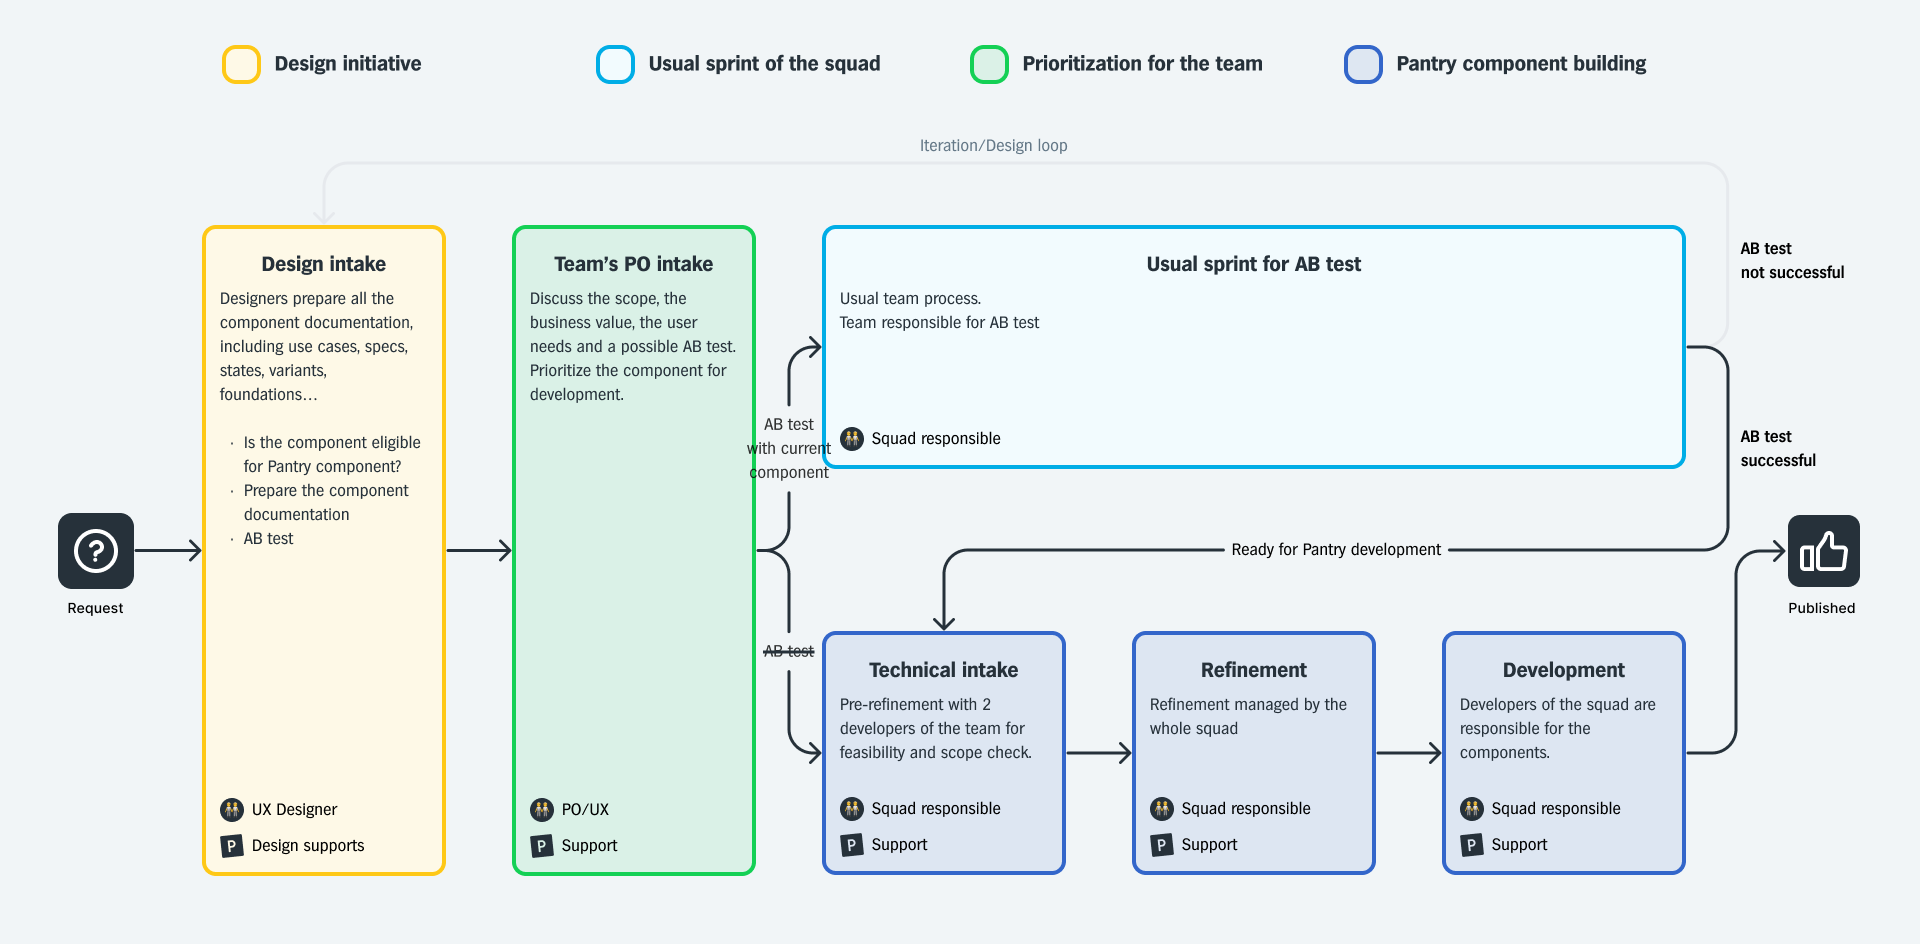 Design initiative
Usual sprint of the squad
Prioritization for the team
Pantry component building
Iteration/Design loop
Request
Design intake
Designers prepare all the
component documentation,
including use cases, specs,
states, variants,
foundations…
· Is the component eligible
for Pantry component?
· Prepare the component
documentation
· AB test
UX Designer
P Design supports
Team’s PO intake
Discuss the scope, the
business value, the user
needs and a possible AB test.
Prioritize the component for
development.
PO/UX
P Support
AB test
with current
component
AB test
Usual sprint for AB test
Usual team process.
Team responsible for AB test
Squad responsible
AB test
not successful
AB test
successful
Ready for Pantry development
Technical intake
Pre-refinement with 2
developers of the team for
feasibility and scope check.
Squad responsible
P Support
Refinement
Refinement managed by the
whole squad
Squad responsible
P Support
Development
Developers of the squad are
responsible for the
components.
Squad responsible
P Support
Published